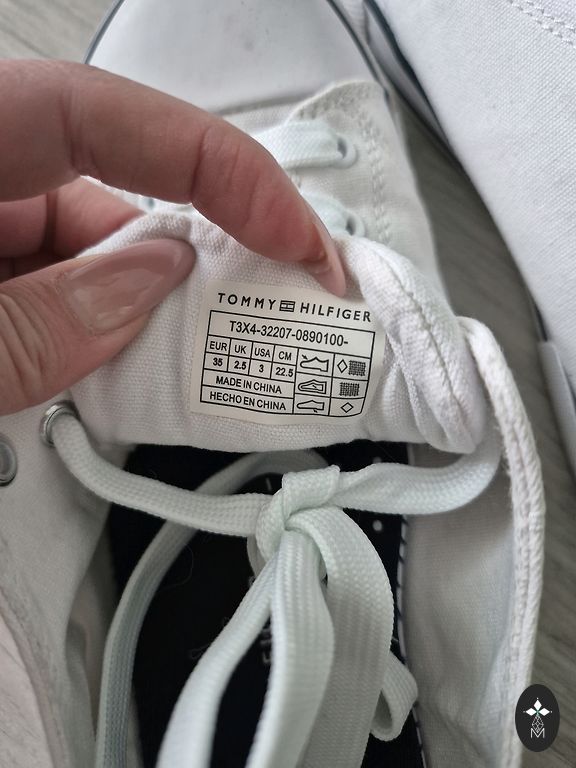 TOMMY HILFIGER
T3X4-32207-0890100-
EUR UK USA CM
35 2.5 3 22.5
MADE IN CHINA
HECHO EN CHINA
M